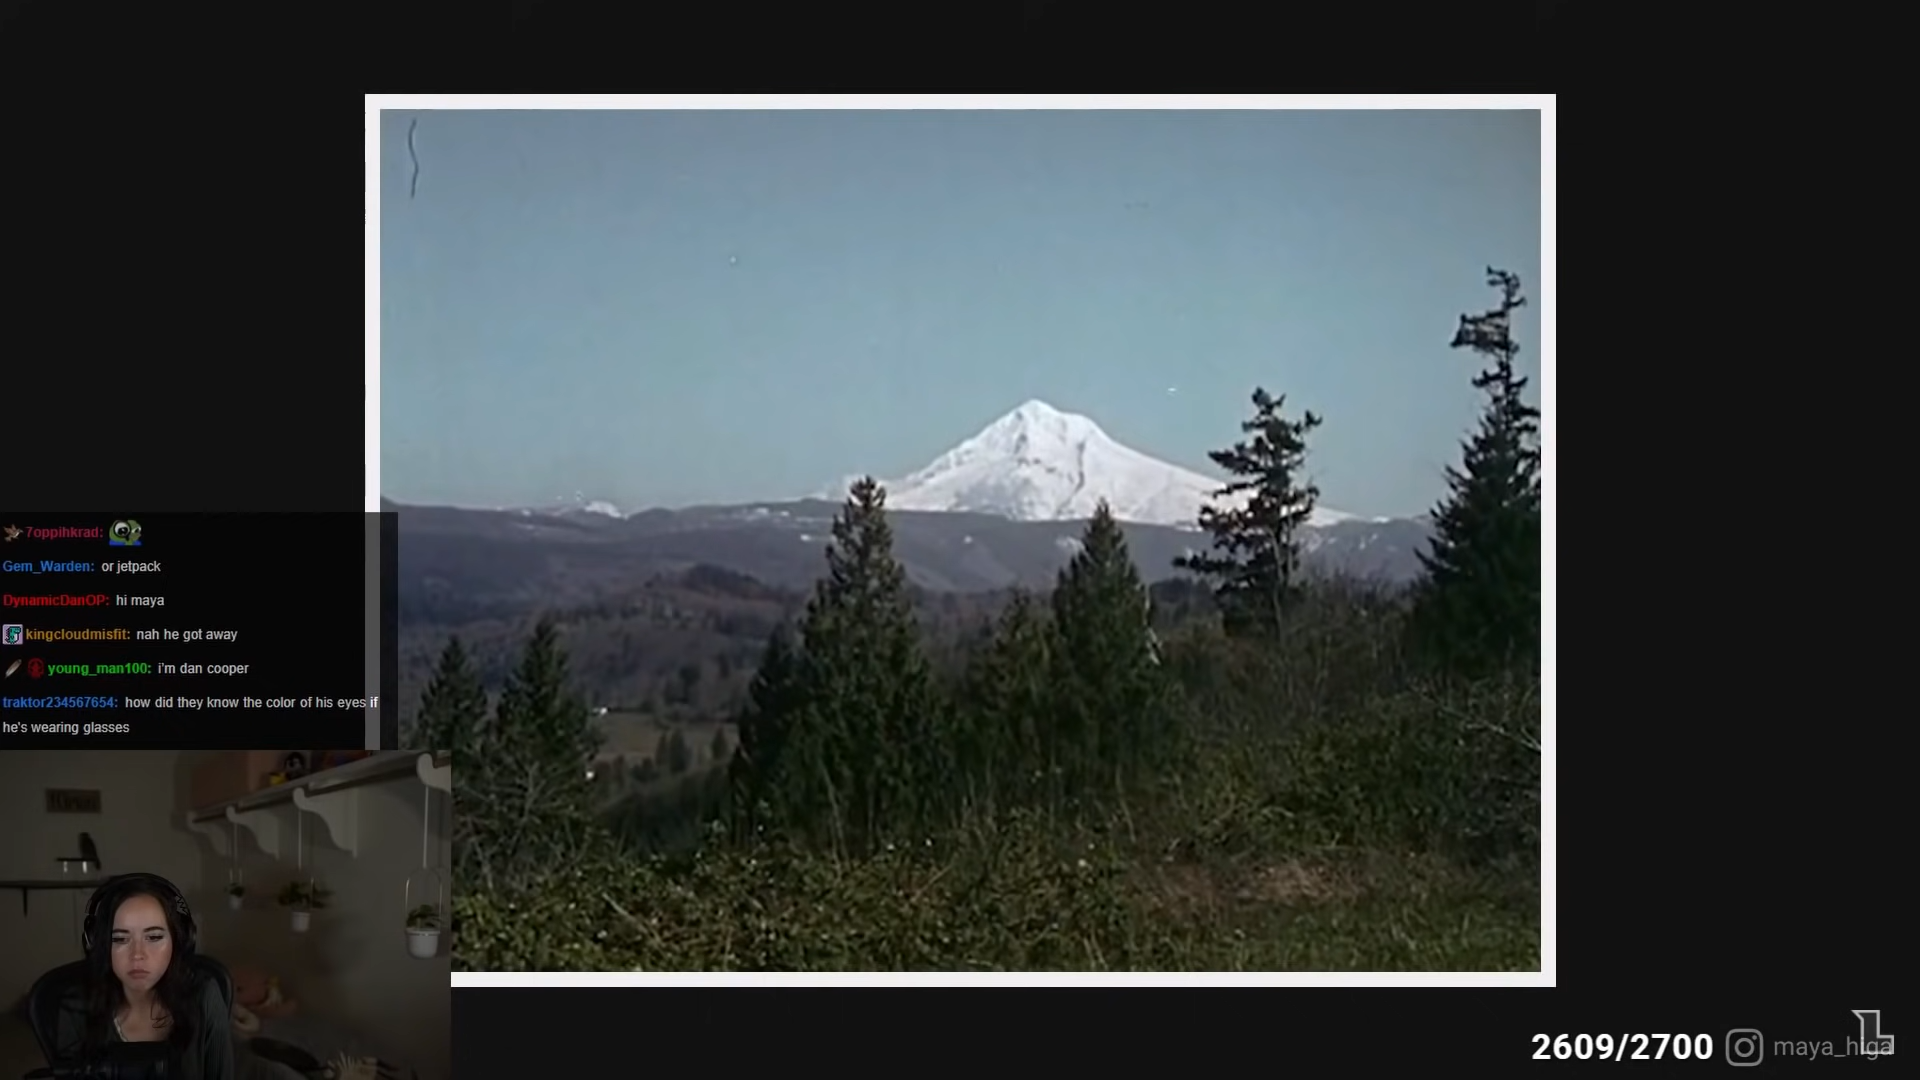 7oppihkrad:
Gem_Warden: or jetpack
DynamicDanOP: hi maya
kingcloudmisfit: nah he got away
young_man100: i'm dan cooper
traktor234567654: how did they know the color of his eyes if
he's wearing glasses
2609/2700 maya_higa